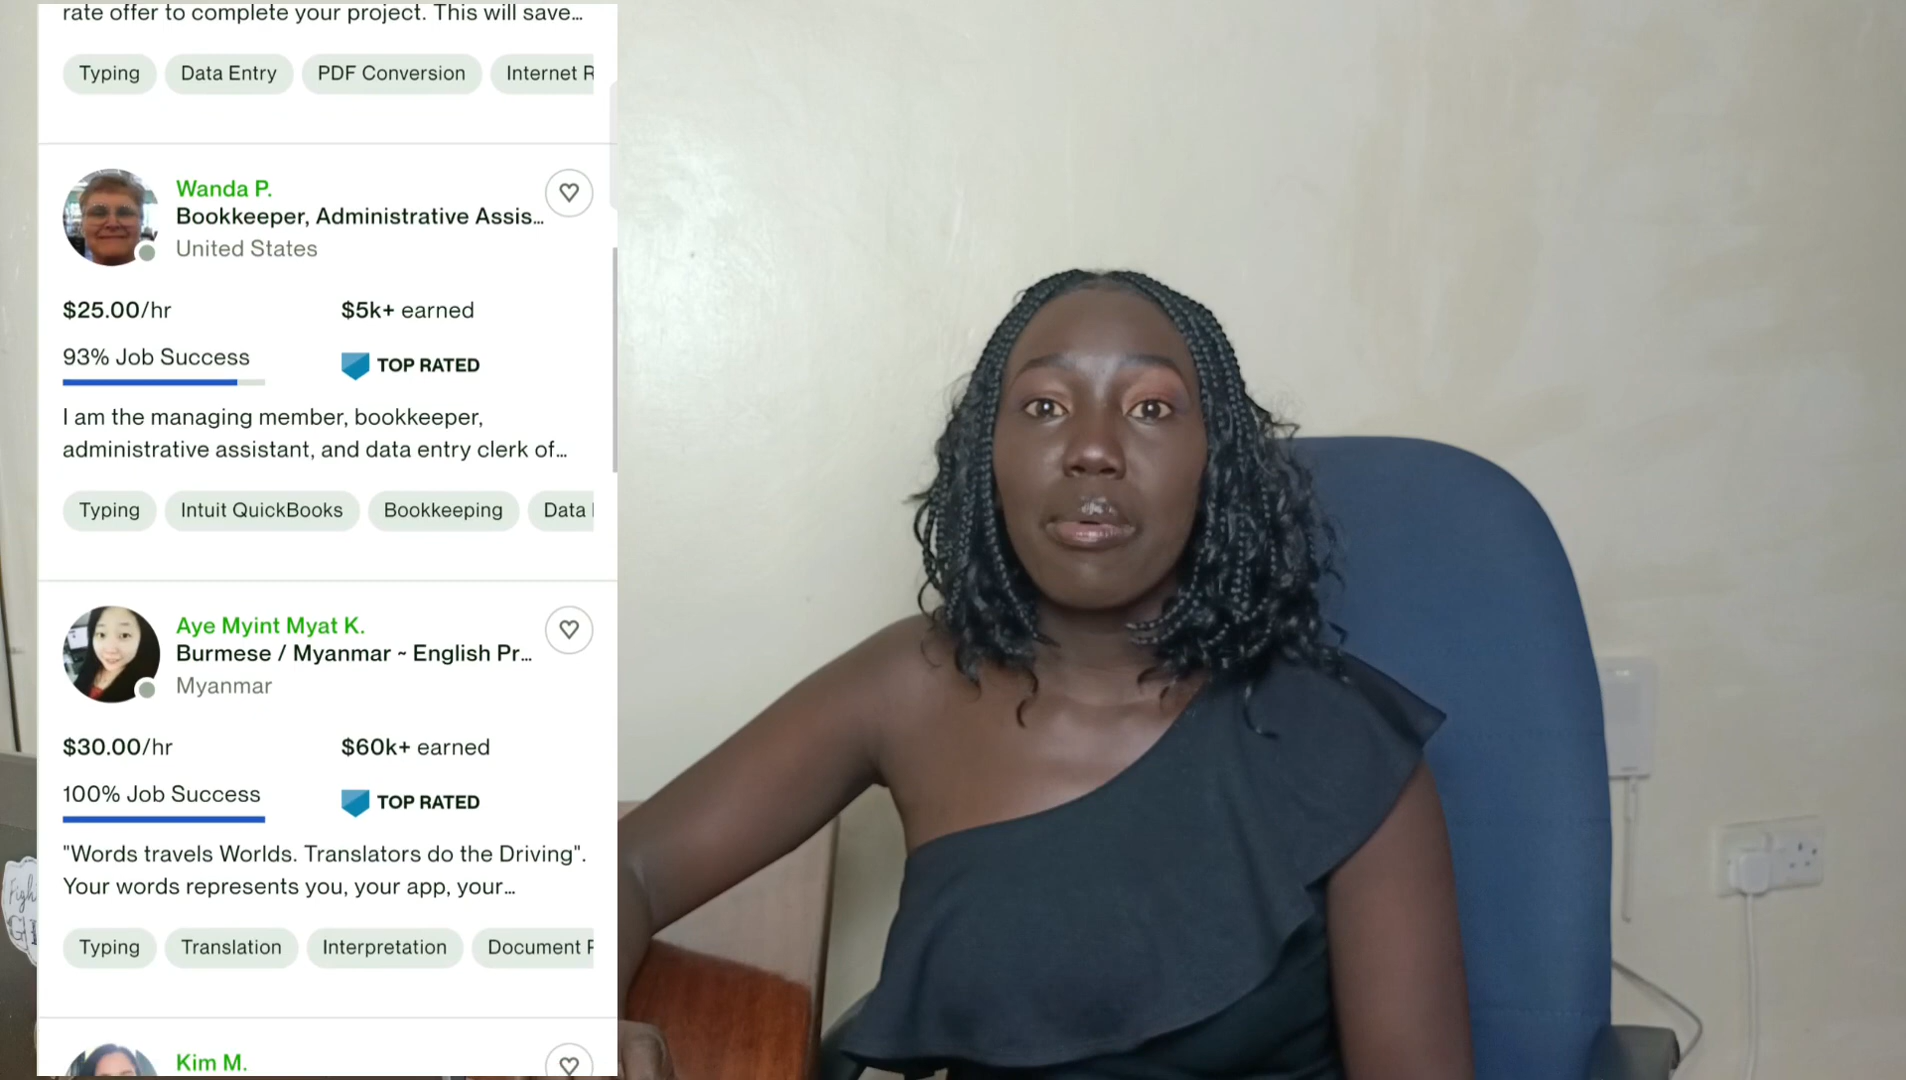 rate offer to complete your project. This will save...
Typing Data Entry PDF Conversion Internet R
Wanda P.
Bookkeeper, Administrative Assis...
United States
$25.00/hr $5k+ earned
93% Job Success TOP RATED
I am the managing member, bookkeeper,
administrative assistant, and data entry clerk of...
Typing Intuit QuickBooks Bookkeeping Data
Aye Myint Myat K.
Burmese / Myanmar ~ English Pr...
Myanmar
$30.00/hr $60k+ earned
100% Job Success TOP RATED
"Words travels Worlds. Translators do the Driving".
Your words represents you, your app, your...
Typing Translation Interpretation Document
Kim M.